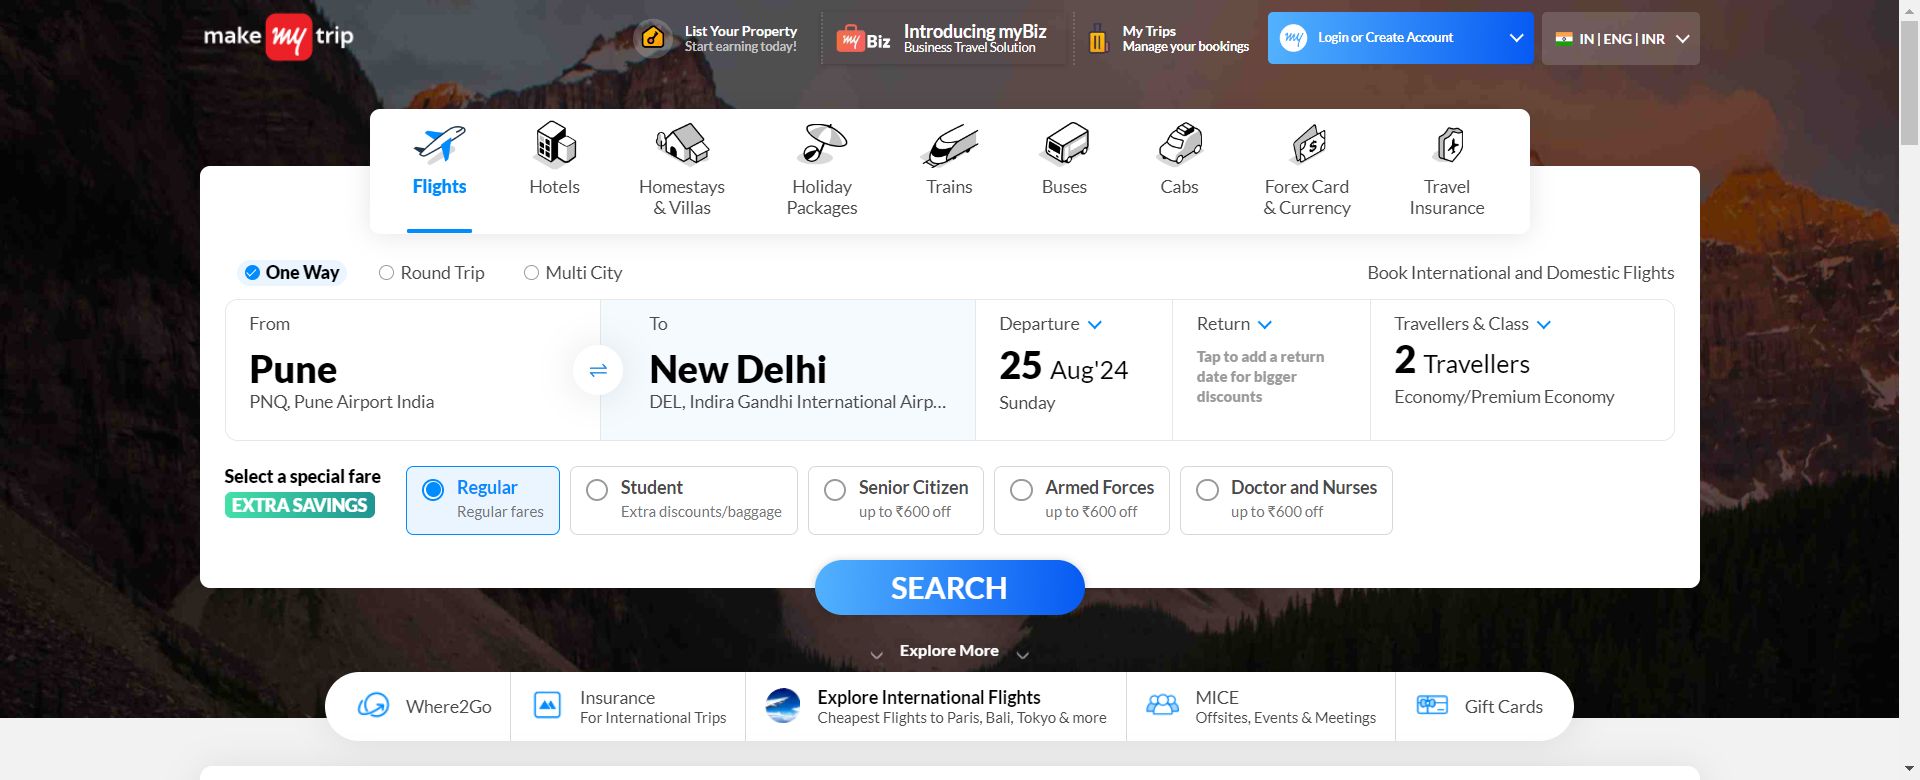 make my trip
List Your Property
Start earning today!
my Biz
Introducing myBiz
Business Travel Solution
My Trips
Manage your bookings
my
Login or Create Account
IN | ENG | INR
Flights
Hotels
Homestays
& Villas
Holiday
Packages
Trains
Buses
Cabs
Forex Card
& Currency
Travel
Insurance
One Way
Round Trip
Multi City
Book International and Domestic Flights
From
Pune
PNQ, Pune Airport India
To
New Delhi
DEL, Indira Gandhi International Airp...
Departure
25 Aug'24
Sunday
Return
Tap to add a return
date for bigger
discounts
Travellers & Class
2 Travellers
Economy/Premium Economy
Select a special fare
EXTRA SAVINGS
Regular
Regular fares
Student
Extra discounts/baggage
Senior Citizen
up to ₹600 off
Armed Forces
up to ₹600 off
Doctor and Nurses
up to ₹600 off
SEARCH
Explore More
Where2Go
Insurance
For International Trips
Explore International Flights
Cheapest Flights to Paris, Bali, Tokyo & more
MICE
Offsites, Events & Meetings
Gift Cards